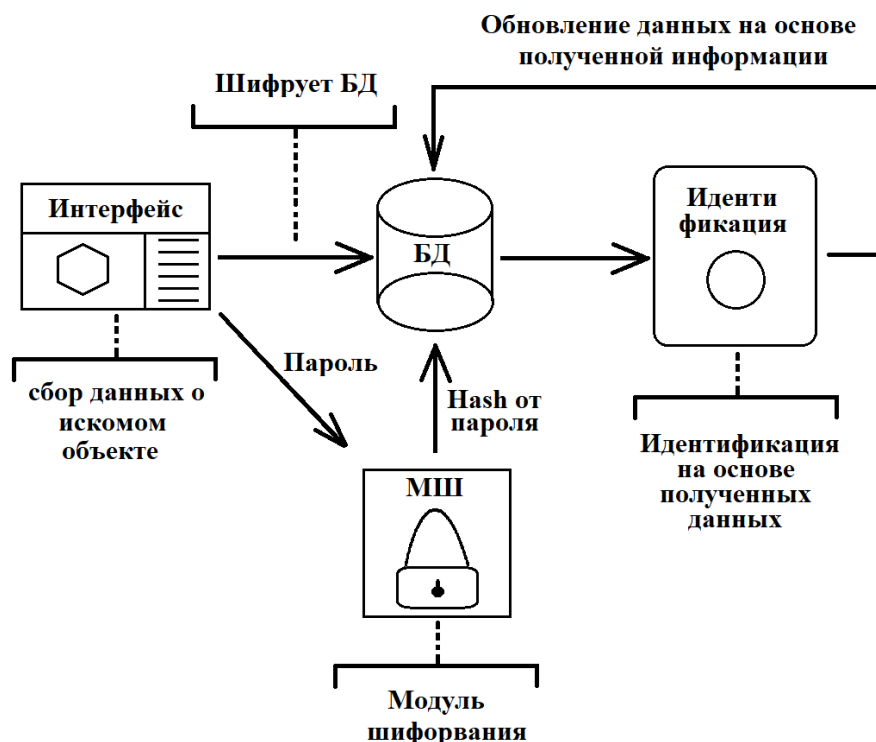 Обновление данных на основе
полученной информации
Шифрует БД
Интерфейс
БД
Иденти
фикация
Пароль
сбор данных о
искомом
объекте
Hash от
пароля
Идентификация
на основе
полученных
данных
МШ
Модуль
шифорвания